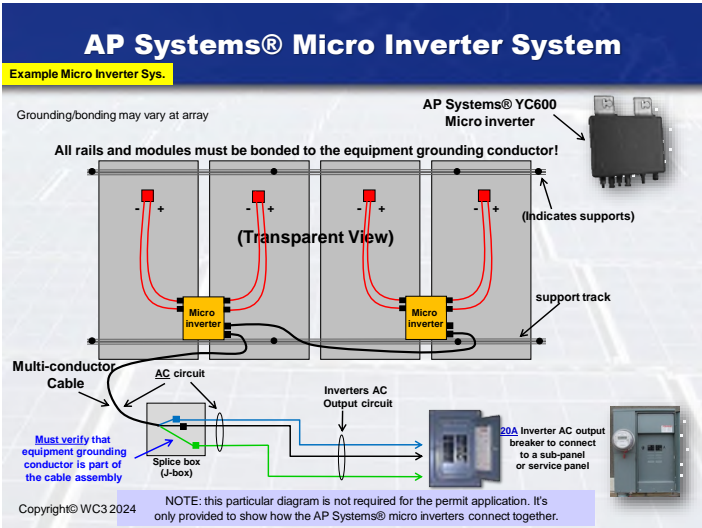 AP Systems® Micro Inverter System
Example Micro Inverter Sys.
Grounding/bonding may vary at array
AP Systems® YC600
Micro inverter
All rails and modules must be bonded to the equipment grounding conductor!
- +
- +
- +
- +
(Indicates supports)
(Transparent View)
Micro
inverter
Micro
inverter
support track
Multi-conductor
Cable
AC circuit
Inverters AC
Output circuit
Must verify that
equipment grounding
conductor is part of
the cable assembly
Splice box
(J-box)
20A Inverter AC output
breaker to connect
to a sub-panel
or service panel
Copyright© WC3 2024
NOTE: this particular diagram is not required for the permit application. It's
only provided to show how the AP Systems® micro inverters connect together.